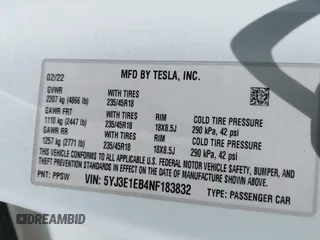 02/22
MFD BY TESLA, INC.
GVWR
2207 kg (4866 lb)
WITH TIRES
235/45R18
GAWR FRT
1110 kg (2447 lb)
WITH TIRES
235/45R18
RIM
18X8.5J
COLD TIRE PRESSURE
290 kPa, 42 psi
GAWR RR
1257 kg (2771 lb)
WITH TIRES
235/45R18
RIM
18X8.5J
COLD TIRE PRESSURE
290 kPa, 42 psi
THIS VEHICLE CONFORMS TO ALL APPLICABLE FEDERAL MOTOR VEHICLE SAFETY, BUMPER, AND
THEFT PREVENTION STANDARDS IN EFFECT ON THE DATE OF MANUFACTURE SHOWN ABOVE.
PNT: PPSW
VIN: 5YJ3E1EB4NF183832
TYPE: PASSENGER CAR
DREAMBID